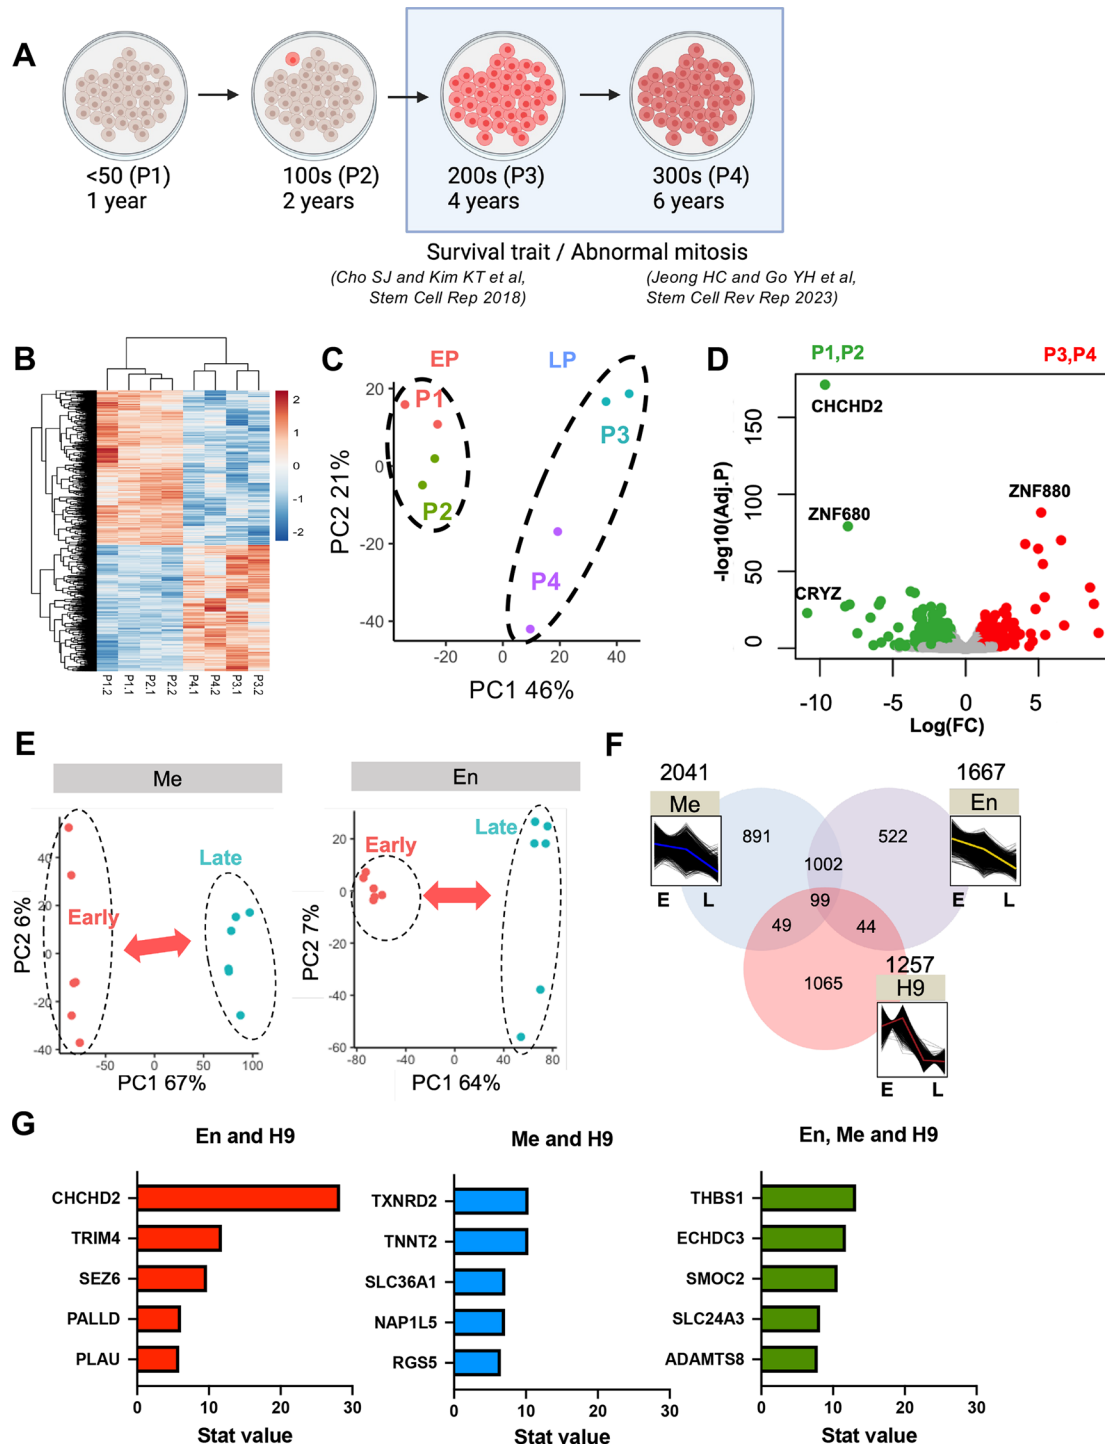 A
<50 (P1)
1 year
100s (P2)
2 years
200s (P3)
4 years
300s (P4)
6 years
Survival trait / Abnormal mitosis
(Cho SJ and Kim KT et al,
Stem Cell Rep 2018)
(Jeong HC and Go YH et al,
Stem Cell Rev Rep 2023)
B
2
1
0
-1
-2
P1.2
P1.1
P2.1
P2.2
P4.1
P4.2
P3.1
P3.2
C
EP
LP
20
0
-20
-40
PC2 21%
P1
P2
P3
P4
-20
0
20
40
PC1 46%
D
P1,P2
P3,P4
CHCHD2
ZNF880
ZNF680
CRYZ
150
100
50
0
-log10(Adj.P)
-10
-5
0
5
Log(FC)
E
Me
Late
Early
40
20
0
-20
-40
PC2 6%
-50
0
50
100
PC1 67%
En
Late
Early
20
0
-20
-40
-60
PC2 7%
-80
-40
0
40
80
PC1 64%
F
2041
Me
E L
1667
En
E L
891
522
1002
99
49
44
1065
1257
H9
E L
G
En and H9
CHCHD2
TRIM4
SEZ6
PALLD
PLAU
0 10 20 30
Stat value
Me and H9
TXNRD2
TNNT2
SLC36A1
NAP1L5
RGS5
0 10 20 30
Stat value
En, Me and H9
THBS1
ECHDC3
SMOC2
SLC24A3
ADAMTS8
0 10 20 30
Stat value